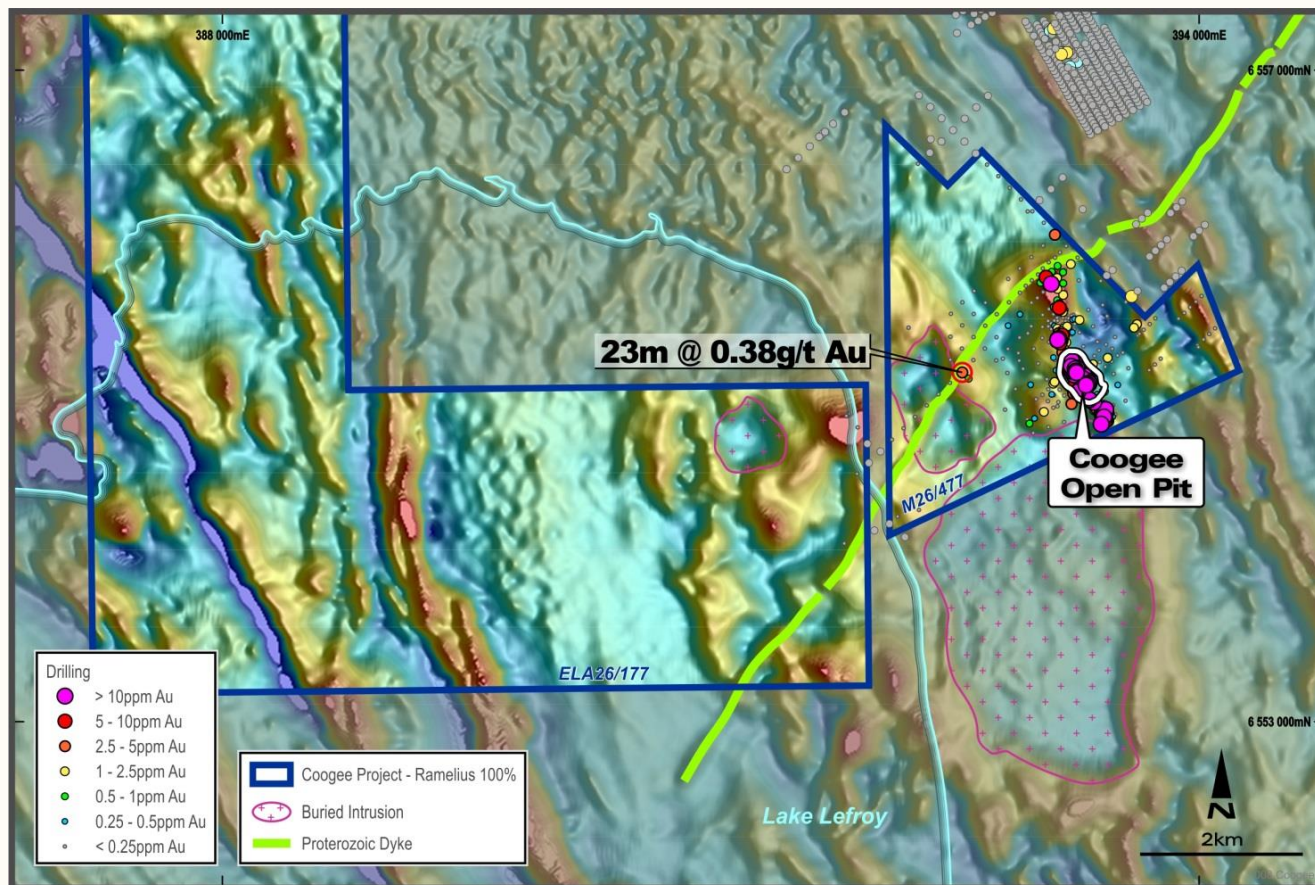 388 000mE
394 000mE
6 557 000mN
23m @ 0.38g/t Au
Coogee
Open Pit
M26/477
ELA26/177
6 553 000mN
Lake Lefroy
N
2km
Drilling
> 10ppm Au
5 - 10ppm Au
2.5 - 5ppm Au
1 - 2.5ppm Au
0.5 - 1ppm Au
0.25 - 0.5ppm Au
< 0.25ppm Au
Coogee Project - Ramelius 100%
Buried Intrusion
Proterozoic Dyke